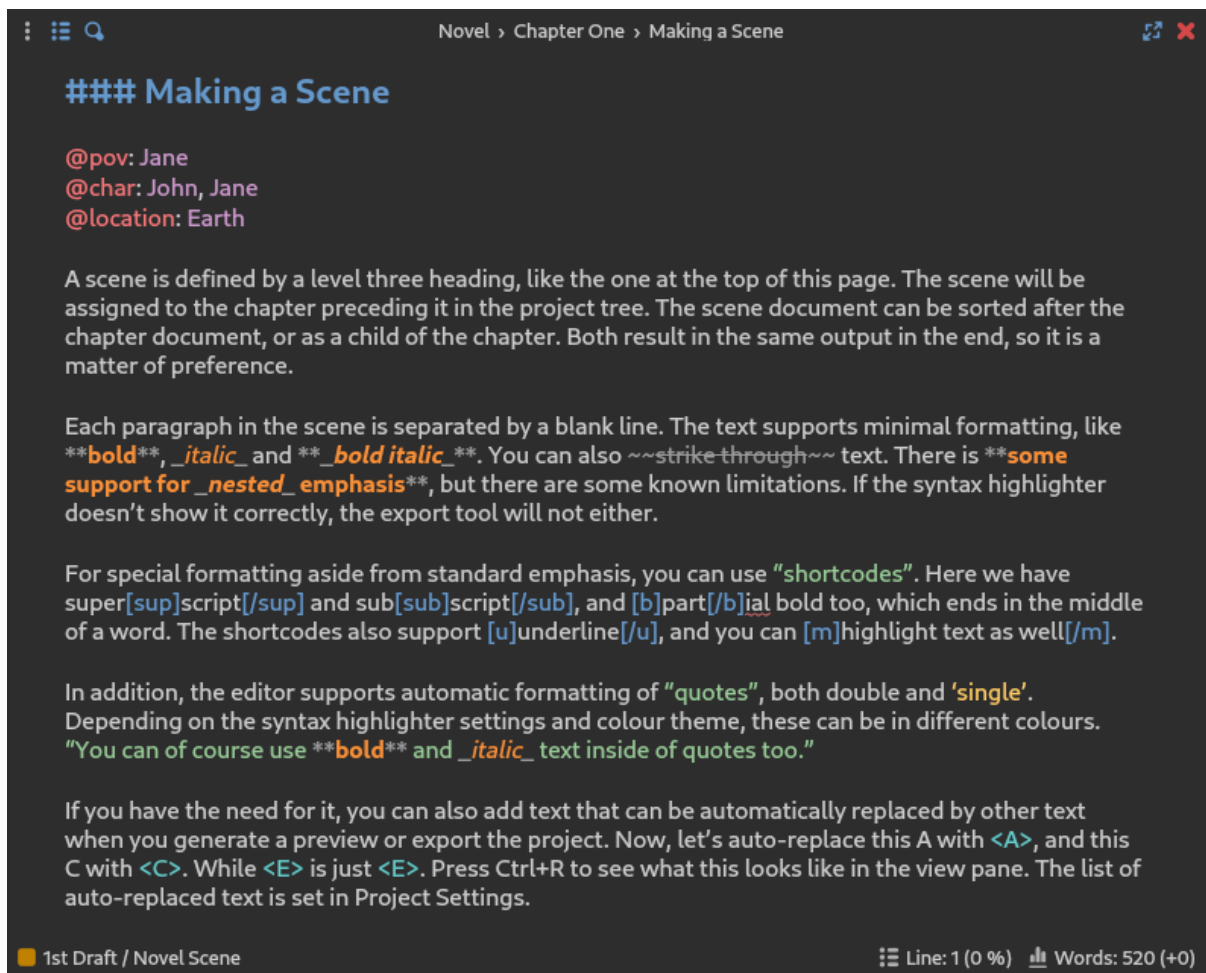 Novel › Chapter One › Making a Scene
### Making a Scene
@pov: Jane
@char: John, Jane
@location: Earth
A scene is defined by a level three heading, like the one at the top of this page. The scene will be
assigned to the chapter preceding it in the project tree. The scene document can be sorted after the
chapter document, or as a child of the chapter. Both result in the same output in the end, so it is a
matter of preference.
Each paragraph in the scene is separated by a blank line. The text supports minimal formatting, like
**bold**, _italic_ and **_bold italic_**. You can also ~~strike through~~ text. There is **some
support for _nested_ emphasis**, but there are some known limitations. If the syntax highlighter
doesn’t show it correctly, the export tool will not either.
For special formatting aside from standard emphasis, you can use “shortcodes”. Here we have
super[sup]script[/sup] and sub[sub]script[/sub], and [b]part[/b]ial bold too, which ends in the middle
of a word. The shortcodes also support [u]underline[/u], and you can [m]highlight text as well[/m].
In addition, the editor supports automatic formatting of “quotes”, both double and ‘single’.
Depending on the syntax highlighter settings and colour theme, these can be in different colours.
“You can of course use **bold** and _italic_ text inside of quotes too.”
If you have the need for it, you can also add text that can be automatically replaced by other text
when you generate a preview or export the project. Now, let’s auto-replace this A with <A>, and this
C with <C>. While <E> is just <E>. Press Ctrl+R to see what this looks like in the view pane. The list of
auto-replaced text is set in Project Settings.
1st Draft / Novel Scene
Line: 1 (0 %)
Words: 520 (+0)